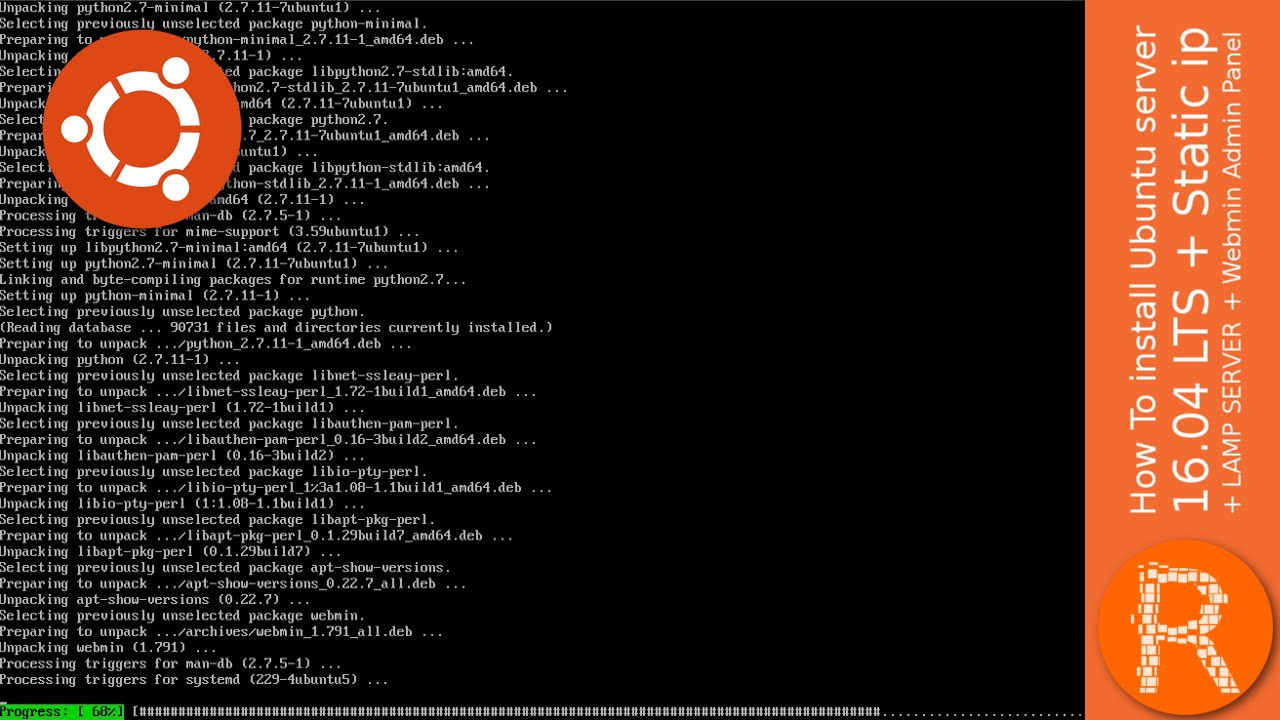 Unpacking python2.7-minimal (2.7.11-7ubuntu1) ...
Selecting previously unselected package python-minimal.
Preparing to python-minimal_2.7.11-1_amd64.deb ...
Unpacking 2.7.11-1) ...
Selecting selected package libpython2.7-stdlib:amd64.
hon2.7-stdlib_2.7.11-7ubuntu1_amd64.deb ...
Unpack md64 (2.7.11-7ubuntu1) ...
Select ed package python2.7.
Prepar .7_2.7.11-7ubuntu1_amd64.deb ...
Unpack untu1) ...
Selecti ed package libpython-stdlib:amd64.
Preparin thon-stdlib_2.7.11-1_amd64.deb ...
Unpacking amd64 (2.7.11-1) ...
Processing man-db (2.7.5-1) ...
Processing triggers for mime-support (3.59ubuntu1) ...
Setting up libpython2.7-minimal:amd64 (2.7.11-7ubuntu1) ...
Setting up python2.7-minimal (2.7.11-7ubuntu1) ...
Linking and byte-compiling packages for runtime python2.7...
Setting up python-minimal (2.7.11-1) ...
Selecting previously unselected package python.
(Reading database ... 90731 files and directories currently installed.)
Preparing to unpack .../python_2.7.11-1_amd64.deb ...
Unpacking python (2.7.11-1) ...
Selecting previously unselected package libnet-ssleay-perl.
Preparing to unpack .../libnet-ssleay-perl_1.72-1build1_amd64.deb ...
Unpacking libnet-ssleay-perl (1.72-1build1) ...
Selecting previously unselected package libauthen-pam-perl.
Preparing to unpack .../libauthen-pam-perl_0.16-3build2_amd64.deb ...
Unpacking libauthen-pam-perl (0.16-3build2) ...
Selecting previously unselected package libio-pty-perl.
Preparing to unpack .../libio-pty-perl_1%3a1.08-1.1build1_amd64.deb ...
Unpacking libio-pty-perl (1:1.08-1.1build1) ...
Selecting previously unselected package libapt-pkg-perl.
Preparing to unpack .../libapt-pkg-perl_0.1.29build7_amd64.deb ...
Unpacking libapt-pkg-perl (0.1.29build7) ...
Selecting previously unselected package apt-show-versions.
Preparing to unpack .../apt-show-versions_0.22.7_all.deb ...
Unpacking apt-show-versions (0.22.7) ...
Selecting previously unselected package webmin.
Preparing to unpack .../archives/webmin_1.791_all.deb ...
Unpacking webmin (1.791) ...
Processing triggers for man-db (2.7.5-1) ...
Processing triggers for systemd (229-4ubuntu5) ...
Progress: [ 68%]
How To install Ubuntu server
16.04 LTS + Static ip
+ LAMP SERVER + Webmin Admin Panel
R